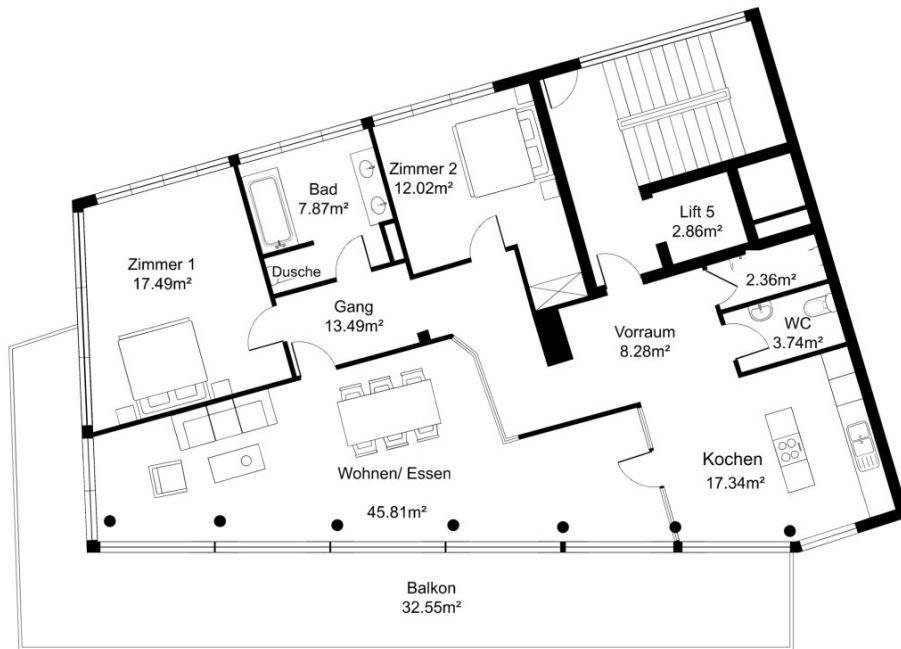 Zimmer 2
12.02m²
Bad
7.87m²
Lift 5
2.86m²
Zimmer 1
17.49m²
Dusche
2.36m²
Gang
13.49m²
Vorraum
8.28m²
WC
3.74m²
Kochen
17.34m²
Wohnen/ Essen
45.81m²
Balkon
32.55m²